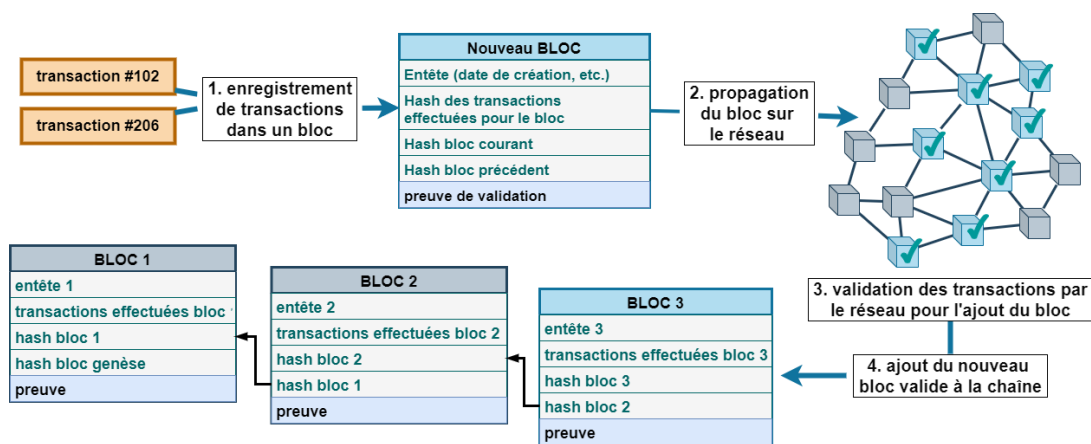 transaction #102
transaction #206
1. enregistrement
de transactions
dans un bloc
Nouveau BLOC
Entête (date de création, etc.)
Hash des transactions
effectuées pour le bloc
Hash bloc courant
Hash bloc précédent
preuve de validation
2. propagation
du bloc sur
le réseau
3. validation des transactions par
le réseau pour l'ajout du bloc
4. ajout du nouveau
bloc valide à la chaîne
BLOC 1
entête 1
transactions effectuées bloc
hash bloc 1
hash bloc genèse
preuve
BLOC 2
entête 2
transactions effectuées bloc 2
hash bloc 2
hash bloc 1
preuve
BLOC 3
entête 3
transactions effectuées bloc 3
hash bloc 3
hash bloc 2
preuve